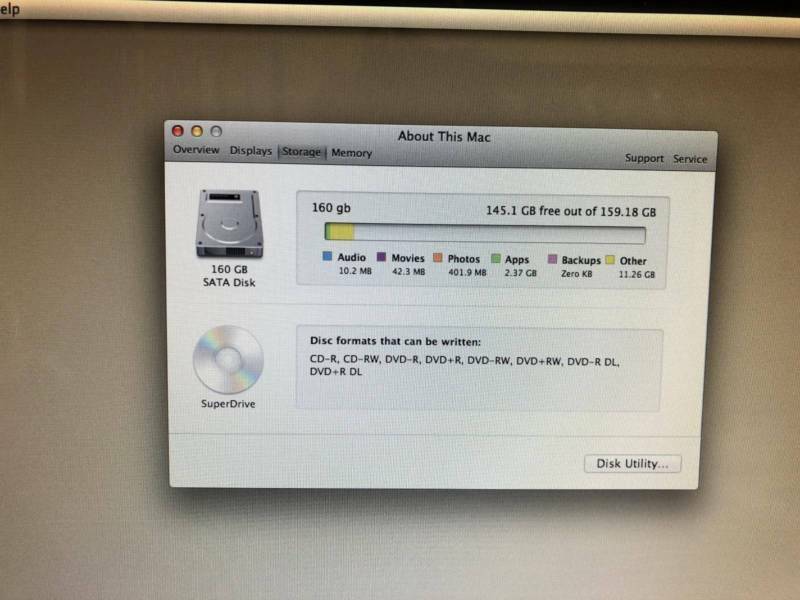 elp
About This Mac
Overview Displays Storage Memory Support Service
160 gb 145.1 GB free out of 159.18 GB
Audio Movies Photos Apps Backups Other
10.2 MB 42.3 MB 401.9 MB 2.37 GB Zero KB 11.26 GB
160 GB
SATA Disk
Disc formats that can be written:
CD-R, CD-RW, DVD-R, DVD+R, DVD-RW, DVD+RW, DVD-R DL,
DVD+R DL
SuperDrive
Disk Utility...